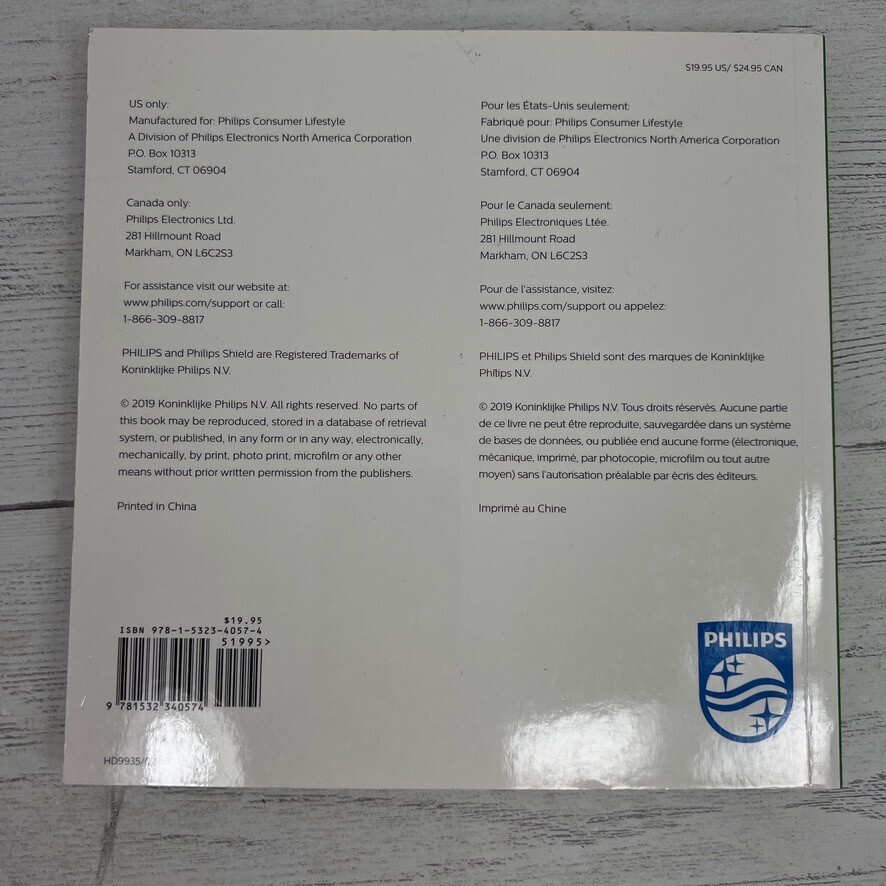 $19.95 US/ $24.95 CAN
US only:
Manufactured for: Philips Consumer Lifestyle
A Division of Philips Electronics North America Corporation
P.O. Box 10313
Stamford, CT 06904
Canada only:
Philips Electronics Ltd.
281 Hillmount Road
Markham, ON L6C2S3
For assistance visit our website at:
www.philips.com/support or call:
1-866-309-8817
PHILIPS and Philips Shield are Registered Trademarks of
Koninklijke Philips N.V.
© 2019 Koninklijke Philips N.V. All rights reserved. No parts of
this book may be reproduced, stored in a database of retrieval
system, or published, in any form or in any way, electronically,
mechanically, by print, photo print, microfilm or any other
means without prior written permission from the publishers.
Printed in China
Pour les États-Unis seulement:
Fabriqué pour: Philips Consumer Lifestyle
Une division de Philips Electronics North America Corporation
P.O. Box 10313
Stamford, CT 06904
Pour le Canada seulement:
Philips Electroniques Ltée.
281 Hillmount Road
Markham, ON L6C2S3
Pour de l'assistance, visitez:
www.philips.com/support ou appelez:
1-866-309-8817
PHILIPS et Philips Shield sont des marques de Koninklijke
Philips N.V.
© 2019 Koninklijke Philips N.V. Tous droits réservés. Aucune partie
de ce livre ne peut être reproduite, sauvegardée dans un système
de bases de données, ou publiée end aucune forme (électronique,
mécanique, imprimé, par photocopie, microfilm ou tout autre
moyen) sans l'autorisation préalable par écris des éditeurs.
Imprimé au Chine
$19.95
ISBN 978-1-5323-4057-4
51995>
9 781532 340574
HD9935/02
PHILIPS